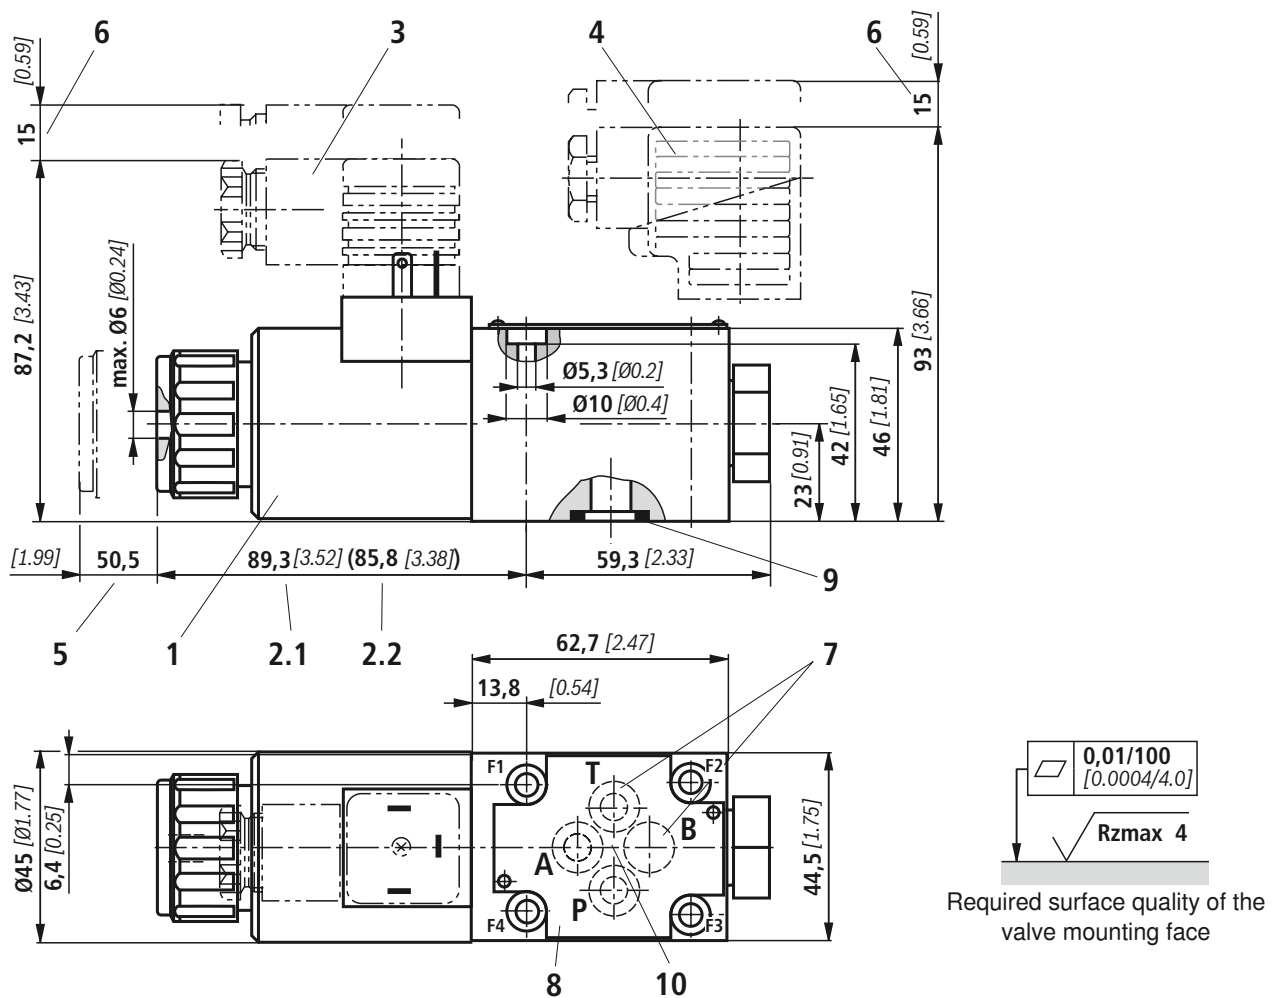 6
3
4
6
[0.59]
15
[0.59]
15
87,2 [3.43]
max. Ø6 [Ø0.24]
Ø5,3 [Ø0.2]
Ø10 [Ø0.4]
23 [0.91]
42 [1.65]
46 [1.81]
93 [3.66]
[1.99] 50,5
89,3 [3.52] (85,8 [3.38])
59,3 [2.33]
9
5
1
2.1
2.2
62,7 [2.47]
7
13,8 [0.54]
F1
T
F2
B
A
P
F4
F3
Ø45 [Ø1.77]
6,4 [0.25]
44,5 [1.75]
8
10
0,01/100
[0.0004/4.0]
Rzmax 4
Required surface quality of the
valve mounting face